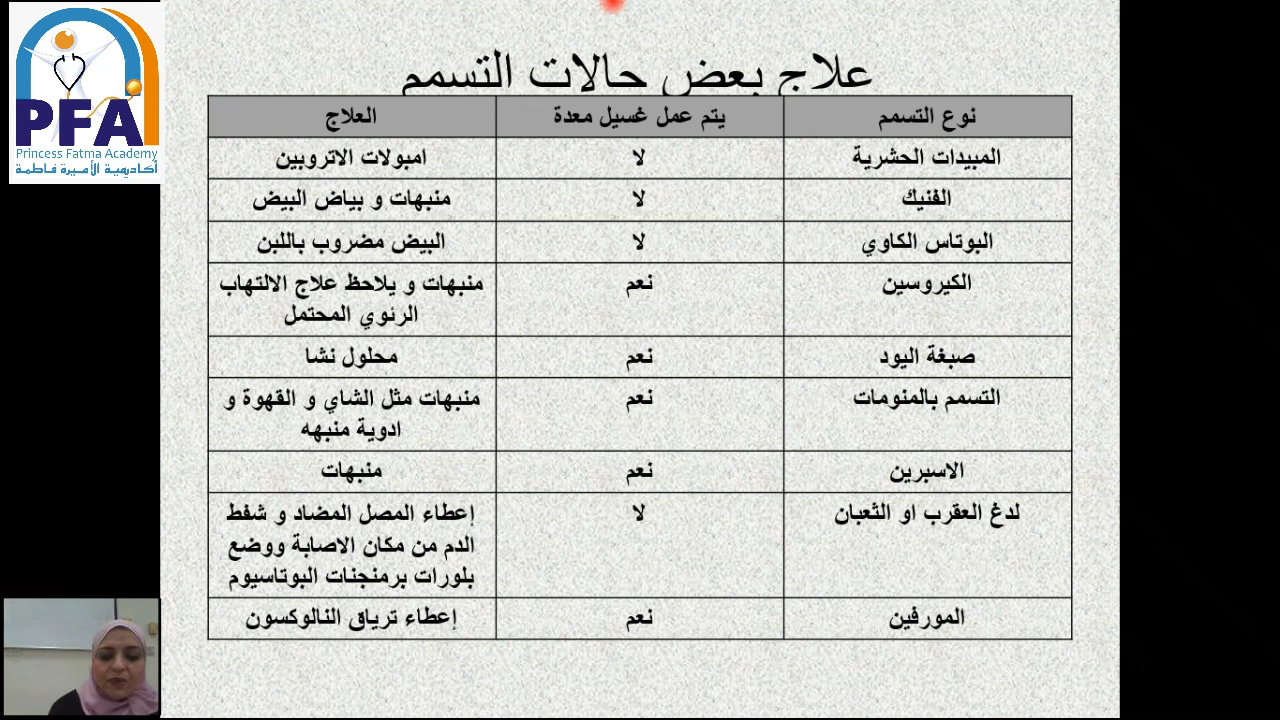 PFA
Princess Fatma Academy
أكاديمية الأميرة فاطمة
علاج بعض حالات التسمم
نوع التسمم يتم عمل غسيل معدة العلاج
المبيدات الحشرية لا امبولات الاتروبين
الفنيك لا منبهات و بياض البيض
البوتاس الكاوي لا البيض مضروب باللبن
الكيروسين نعم منبهات و يلاحظ علاج الالتهاب
الرئوي المحتمل
صبغة اليود نعم محلول نشا
التسمم بالمنومات نعم منبهات مثل الشاي و القهوة و
ادوية منبهه
الاسبرين نعم منبهات
لدغ العقرب او الثعبان لا إعطاء المصل المضاد و شفط
الدم من مكان الاصابة ووضع
بلورات برمنجنات البوتاسيوم
المورفين نعم إعطاء ترياق النالوكسون